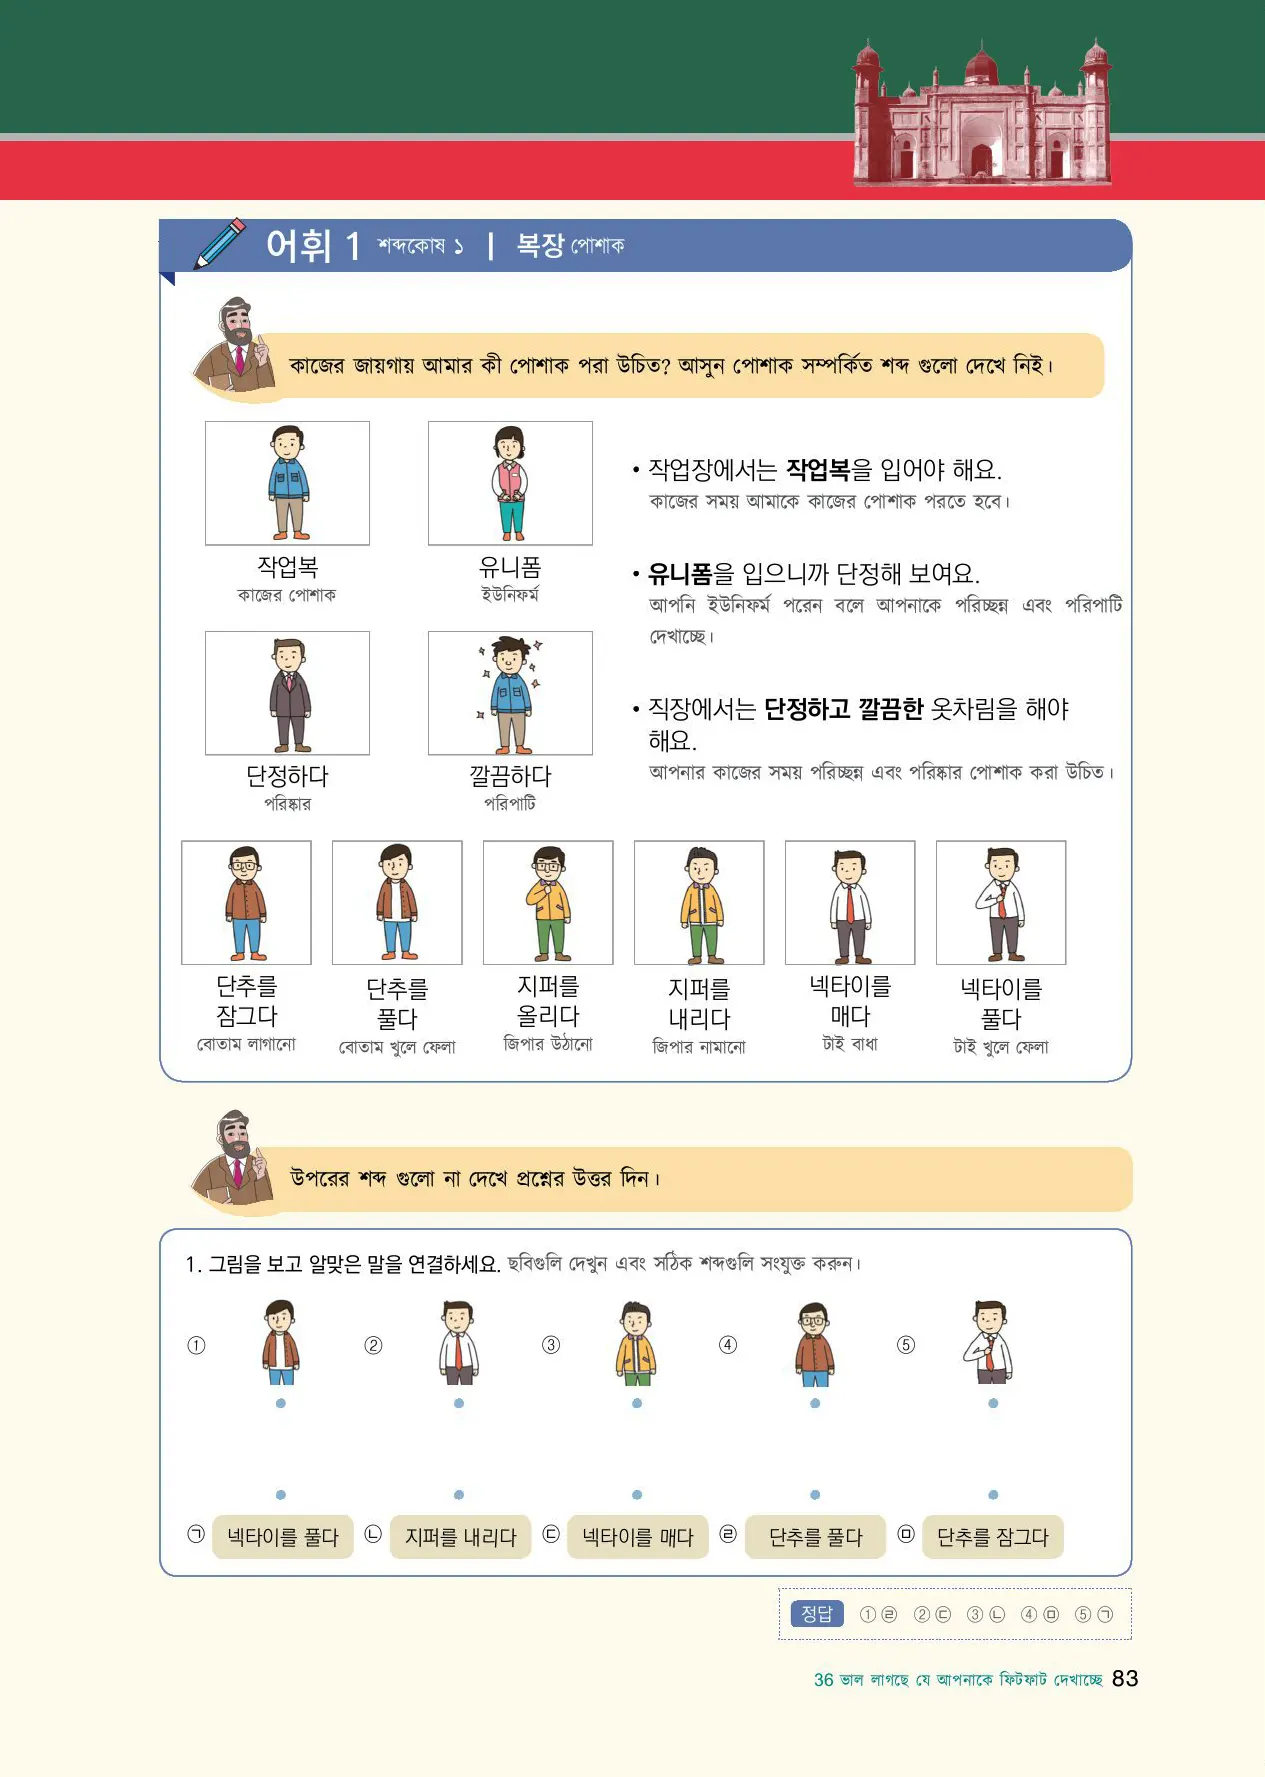 어휘 1 শব্দকোষ ১ | 복장 পোশাক
কাজের জায়গায় আমার কী পোশাক পরা উচিত? আসুন পোশাক সম্পর্কিত শব্দ গুলো দেখে নিই।
작업복
কাজের পোশাক
유니폼
ইউনিফর্ম
단정하다
পরিষ্কার
깔끔하다
পরিপাটি
• 작업장에서는 작업복을 입어야 해요.
কাজের সময় আমাকে কাজের পোশাক পরতে হবে।
• 유니폼을 입으니까 단정해 보여요.
আপনি ইউনিফর্ম পরেন বলে আপনাকে পরিচ্ছন্ন এবং পরিপাটি
দেখাচ্ছে।
• 직장에서는 단정하고 깔끔한 옷차림을 해야
해요.
আপনার কাজের সময় পরিচ্ছন্ন এবং পরিষ্কার পোশাক করা উচিত।
단추를
잠그다
বোতাম লাগানো
단추를
풀다
বোতাম খুলে ফেলা
지퍼를
올리다
জিপার উঠানো
지퍼를
내리다
জিপার নামানো
넥타이를
매다
টাই বাধা
넥타이를
풀다
টাই খুলে ফেলা
উপরের শব্দ গুলো না দেখে প্রশ্নের উত্তর দিন।
1. 그림을 보고 알맞은 말을 연결하세요. ছবিগুলি দেখুন এবং সঠিক শব্দগুলি সংযুক্ত করুন।
① ② ③ ④ ⑤
㉠ 넥타이를 풀다 ㉡ 지퍼를 내리다 ㉢ 넥타이를 매다 ㉣ 단추를 풀다 ㉤ 단추를 잠그다
정답 ①㉣ ②㉢ ③㉡ ④㉤ ⑤㉠
36 ভাল লাগছে যে আপনাকে ফিটফাট দেখাচ্ছে 83